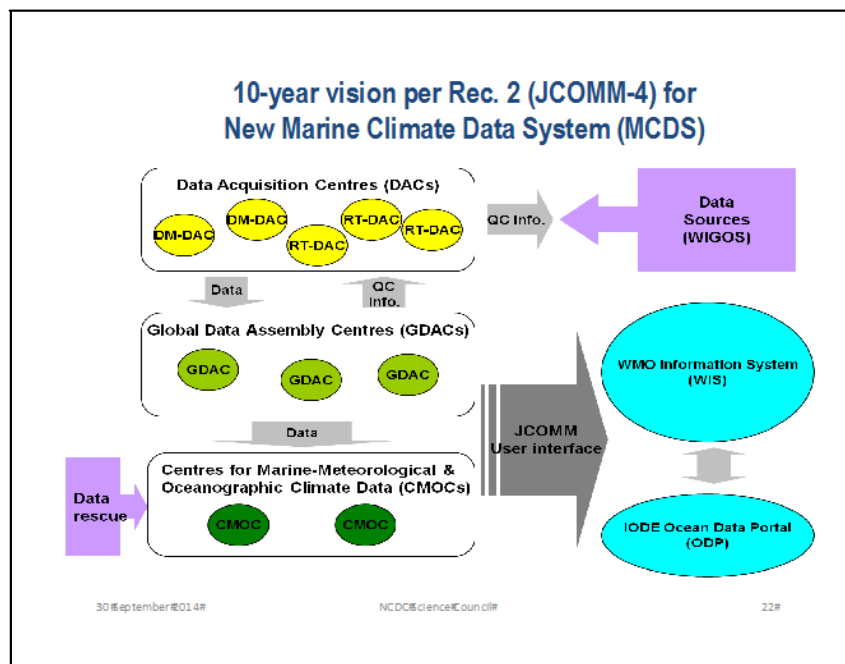 10-year vision per Rec. 2 (JCOMM-4) for
New Marine Climate Data System (MCDS)
Data Acquisition Centres (DACs)
DM-DAC
DM-DAC
RT-DAC
RT-DAC
RT-DAC
QC Info.
Data
Sources
(WIGOS)
Data
QC
Info.
Global Data Assembly Centres (GDACs)
GDAC
GDAC
GDAC
WMO Information System
(WIS)
Data
JCOMM
User interface
Centres for Marine-Meteorological &
Oceanographic Climate Data (CMOCs)
Data
rescue
CMOC
CMOC
IODE Ocean Data Portal
(ODP)
30#September#2014#
NCDC#Science#Council#
22#